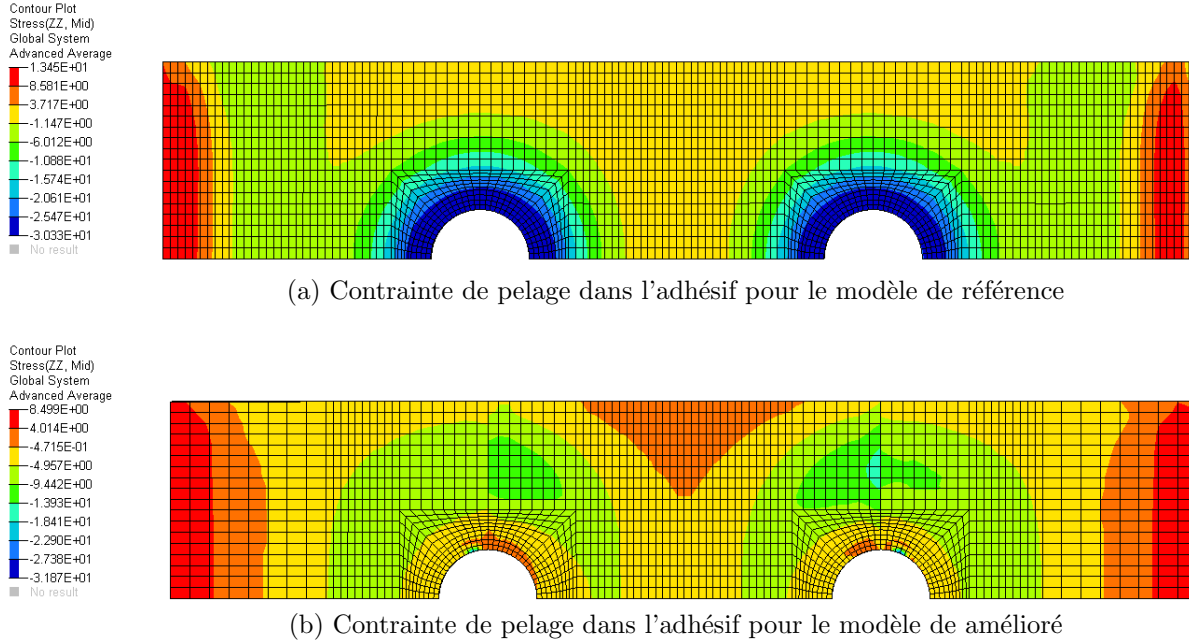 Contour Plot
Stress(ZZ, Mid)
Global System
Advanced Average
1.345E+01
8.581E+00
3.717E+00
-1.147E+00
-6.012E+00
-1.088E+01
-1.574E+01
-2.061E+01
-2.547E+01
-3.033E+01
No result
(a) Contrainte de pelage dans l'adhésif pour le modèle de référence
Contour Plot
Stress(ZZ, Mid)
Global System
Advanced Average
8.499E+00
4.014E+00
-4.715E-01
-4.957E+00
-9.442E+00
-1.393E+01
-1.841E+01
-2.290E+01
-2.738E+01
-3.187E+01
No result
(b) Contrainte de pelage dans l'adhésif pour le modèle de amélioré